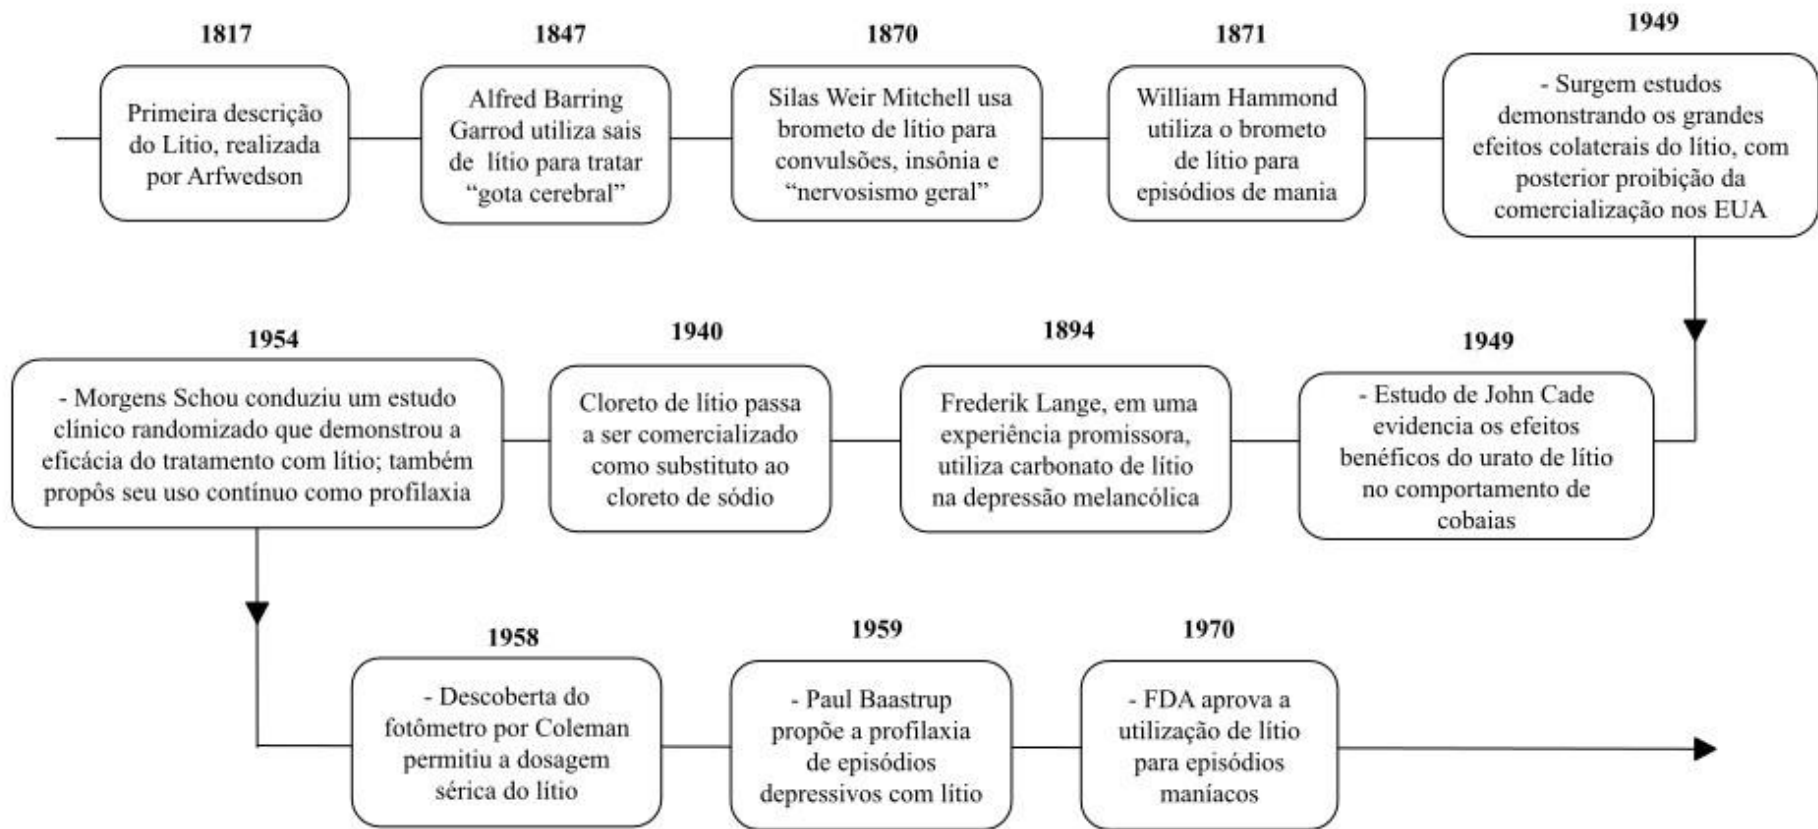 1817
Primeira descrição
do Lítio, realizada
por Arfwedson
1847
Alfred Barring
Garrod utiliza sais
de lítio para tratar
“gota cerebral”
1870
Silas Weir Mitchell usa
brometo de lítio para
convulsões, insônia e
“nervosismo geral”
1871
William Hammond
utiliza o brometo
de lítio para
episódios de mania
1949
- Surgem estudos
demonstrando os grandes
efeitos colaterais do lítio, com
posterior proibição da
comercialização nos EUA
1954
- Morgens Schou conduziu um estudo
clínico randomizado que demonstrou a
eficácia do tratamento com lítio; também
propôs seu uso contínuo como profilaxia
1940
Cloreto de lítio passa
a ser comercializado
como substituto ao
cloreto de sódio
1894
Frederik Lange, em uma
experiência promissora,
utiliza carbonato de lítio
na depressão melancólica
1949
- Estudo de John Cade
evidencia os efeitos
benéficos do urato de lítio
no comportamento de
cobaias
1958
- Descoberta do
fotômetro por Coleman
permitiu a dosagem
sérica do lítio
1959
- Paul Baastrup
propõe a profilaxia
de episódios
depressivos com lítio
1970
- FDA aprova a
utilização de lítio
para episódios
maníacos